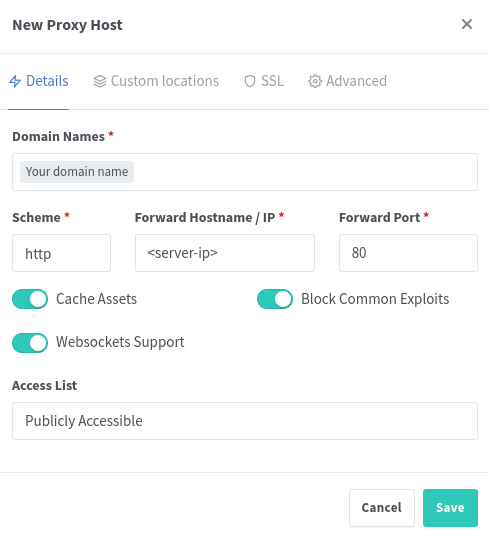 New Proxy Host
Details Custom locations SSL Advanced
Domain Names *
Your domain name
Scheme * Forward Hostname / IP * Forward Port *
http <server-ip> 80
Cache Assets Block Common Exploits
Websockets Support
Access List
Publicly Accessible
Cancel Save